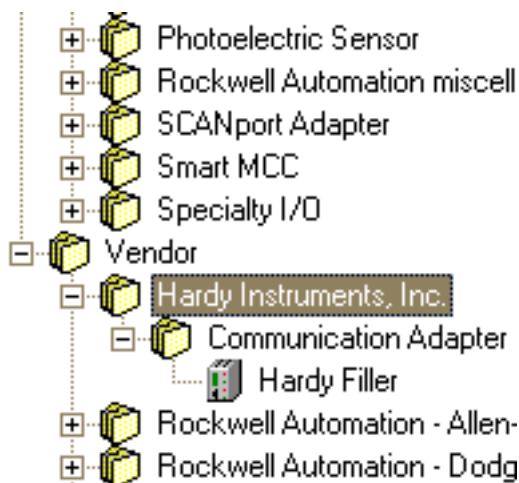 Photoelectric Sensor
Rockwell Automation miscell
SCANport Adapter
Smart MCC
Specialty I/O
Vendor
Hardy Instruments, Inc.
Communication Adapter
Hardy Filler
Rockwell Automation - Allen-
Rockwell Automation - Dodg